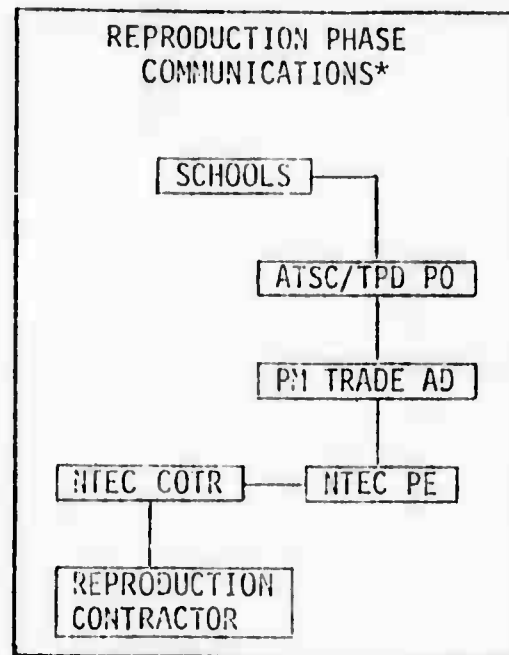 REPRODUCTION PHASE
COMMUNICATIONS*
SCHOOLS
ATSC/TPD PO
PM TRADE AD
NTEC COTR
NTEC PE
REPRODUCTION
CONTRACTOR